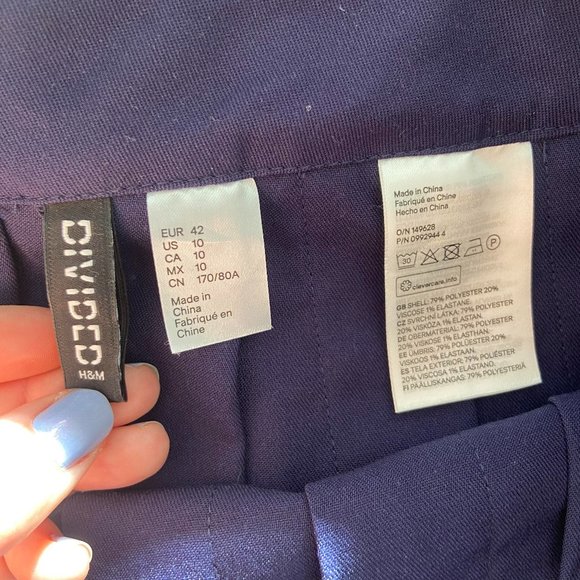 DIVIDED
H&M
EUR 42
US 10
CA 10
MX 10
CN 170/80A
Made in
China
Fabriqué en
Chine
Made in China
Fabriqué en Chine
Hecho en China
O/N 149628
P/N 0992944 4
30
P
clevercare.info
GB SHELL: 79% POLYESTER 20%
VISCOSE 1% ELASTANE.
CZ SVRCHNÍ LÁTKA: 79% POLYESTER
20% VISKÓZA 1% ELASTAN.
DE OBERMATERIAL: 79% POLYESTER
20% VISKOSE 1% ELASTHAN.
EE ÜMBRIS: 79% POLÜESTER 20%
VISKOOS 1% ELASTAAN.
ES TELA EXTERIOR: 79% POLIÉSTER
20% VISCOSA 1% ELASTANO.
FI PÄÄLLISKANGAS: 79% POLYESTERIÄ